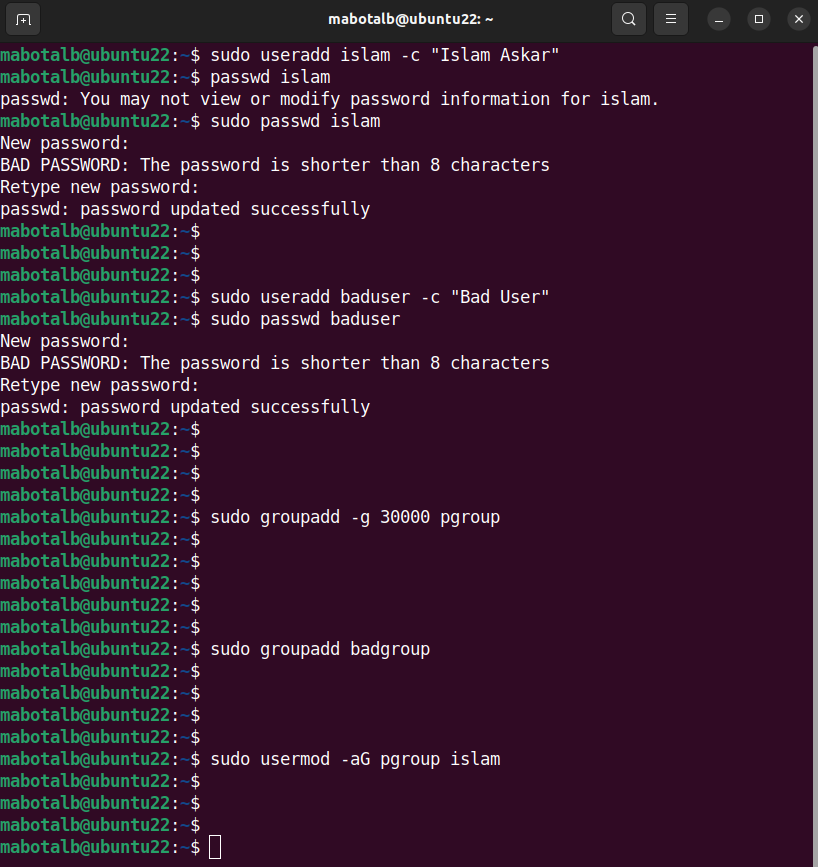 mabotalb@ubuntu22: ~
mabotalb@ubuntu22:~$ sudo useradd islam -c "Islam Askar"
mabotalb@ubuntu22:~$ passwd islam
passwd: You may not view or modify password information for islam.
mabotalb@ubuntu22:~$ sudo passwd islam
New password:
BAD PASSWORD: The password is shorter than 8 characters
Retype new password:
passwd: password updated successfully
mabotalb@ubuntu22:~$
mabotalb@ubuntu22:~$
mabotalb@ubuntu22:~$
mabotalb@ubuntu22:~$ sudo useradd baduser -c "Bad User"
mabotalb@ubuntu22:~$ sudo passwd baduser
New password:
BAD PASSWORD: The password is shorter than 8 characters
Retype new password:
passwd: password updated successfully
mabotalb@ubuntu22:~$
mabotalb@ubuntu22:~$
mabotalb@ubuntu22:~$
mabotalb@ubuntu22:~$
mabotalb@ubuntu22:~$ sudo groupadd -g 30000 pgroup
mabotalb@ubuntu22:~$
mabotalb@ubuntu22:~$
mabotalb@ubuntu22:~$
mabotalb@ubuntu22:~$
mabotalb@ubuntu22:~$
mabotalb@ubuntu22:~$ sudo groupadd badgroup
mabotalb@ubuntu22:~$
mabotalb@ubuntu22:~$
mabotalb@ubuntu22:~$
mabotalb@ubuntu22:~$
mabotalb@ubuntu22:~$ sudo usermod -aG pgroup islam
mabotalb@ubuntu22:~$
mabotalb@ubuntu22:~$
mabotalb@ubuntu22:~$
mabotalb@ubuntu22:~$